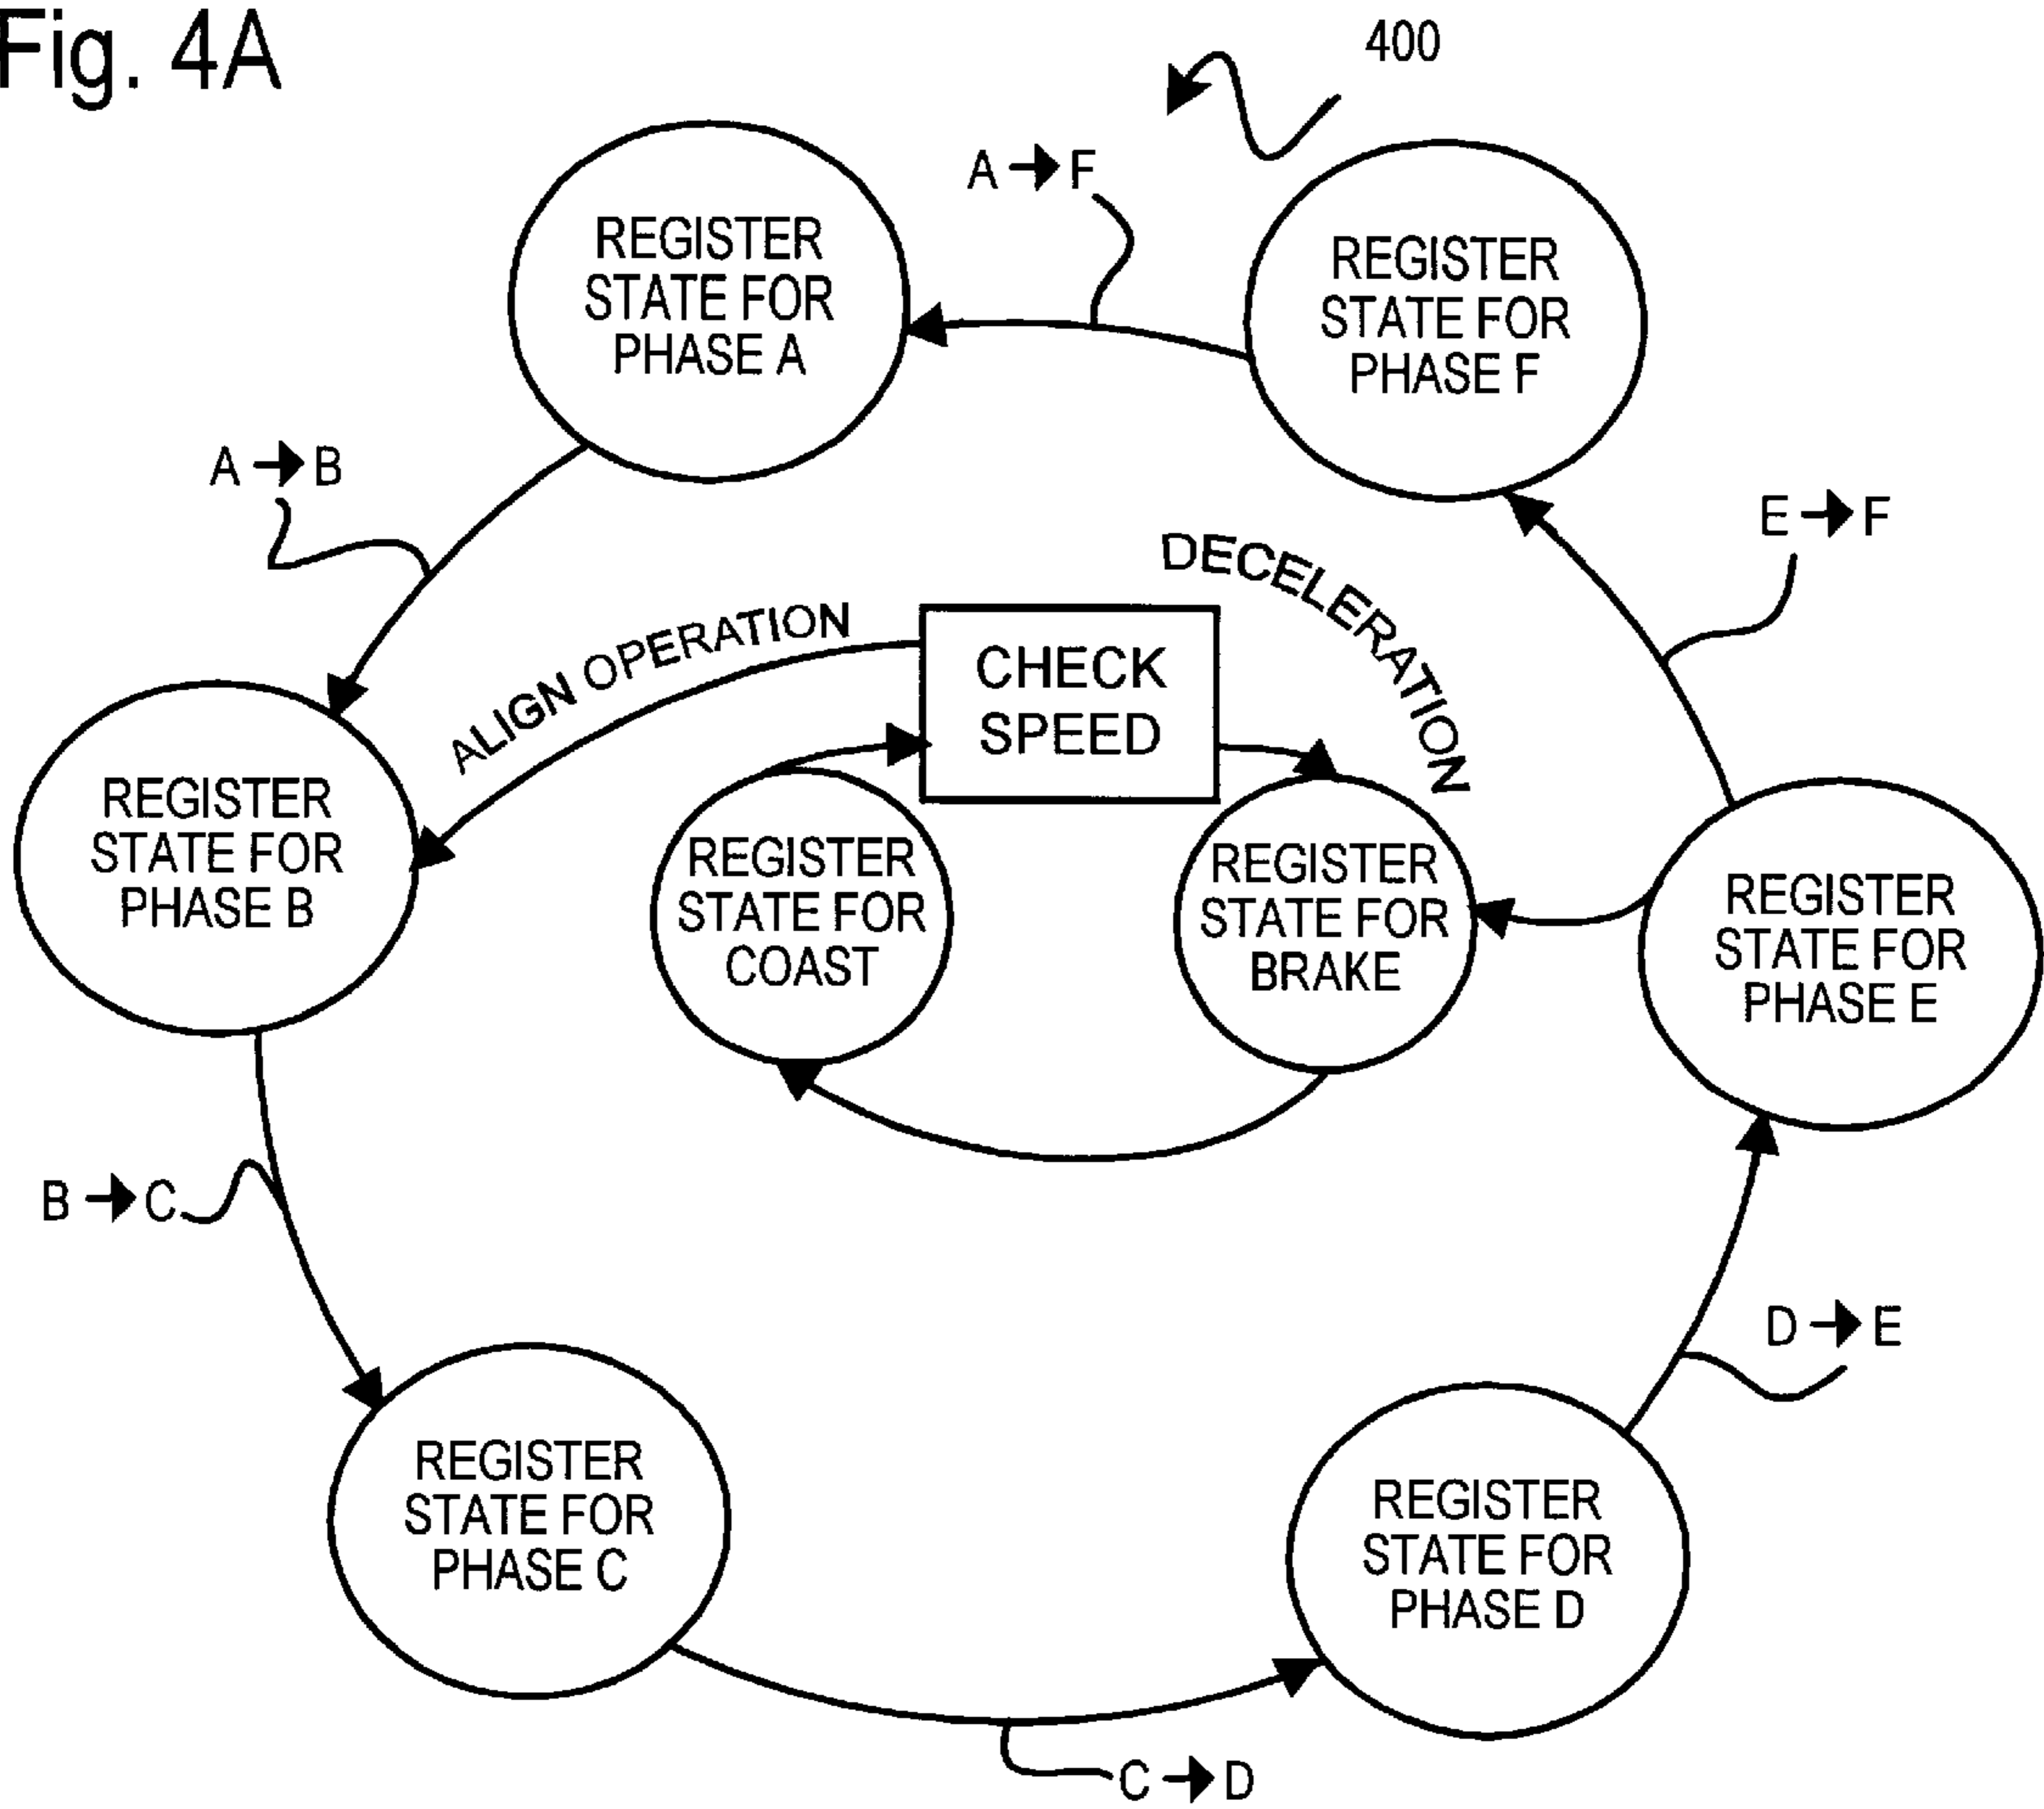 Fig. 4A
400
A → F
REGISTER
STATE FOR
PHASE A
REGISTER
STATE FOR
PHASE F
A → B
E → F
DECELERATION
ALIGN OPERATION
CHECK
SPEED
REGISTER
STATE FOR
PHASE B
REGISTER
STATE FOR
COAST
REGISTER
STATE FOR
BRAKE
REGISTER
STATE FOR
PHASE E
B → C
D → E
REGISTER
STATE FOR
PHASE C
REGISTER
STATE FOR
PHASE D
C → D